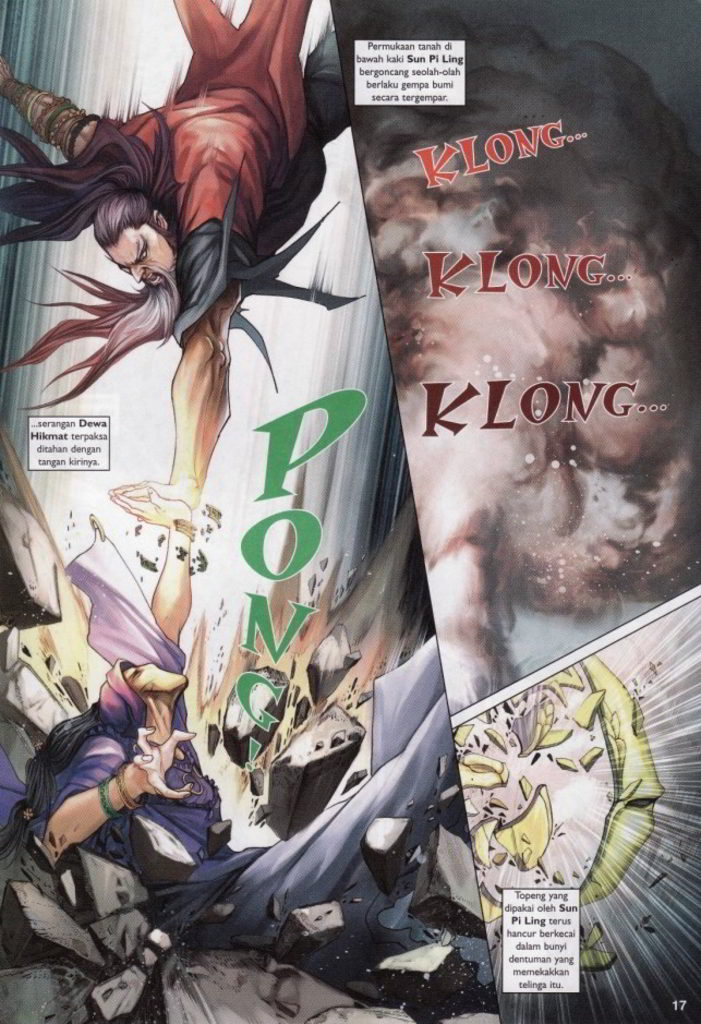 ...serangan Dewa
Hikmat terpaksa
ditahan dengan
tangan kirinya.
PONG!
Permukaan tanah di
bawah kaki Sun Pi Ling
bergoncang seolah-olah
berlaku gempa bumi
secara tergempar.
KLONG...
KLONG...
KLONG...
Topeng yang
dipakai oleh Sun
Pi Ling terus
hancur berkecai
dalam bunyi
dentuman yang
memekakkan
telinga itu.
17